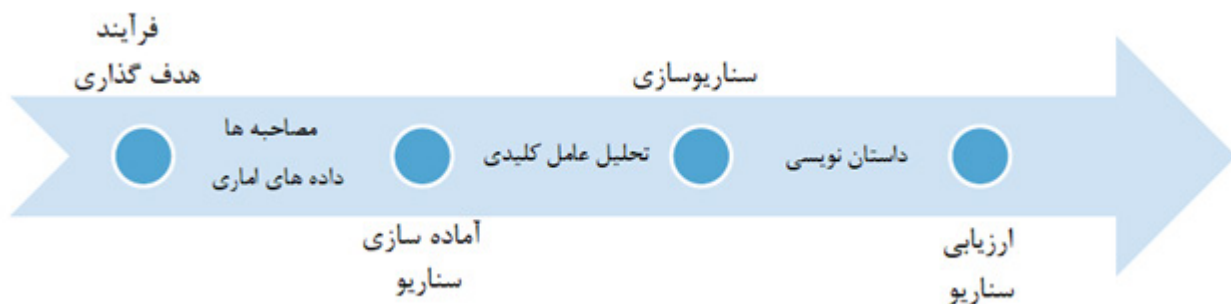 فرآیند
هدف گذاری
مصاحبه ها
داده های اماری
آماده سازی
سناریو
تحلیل عامل کلیدی
سناریوسازی
داستان نویسی
ارزیابی
سناریو